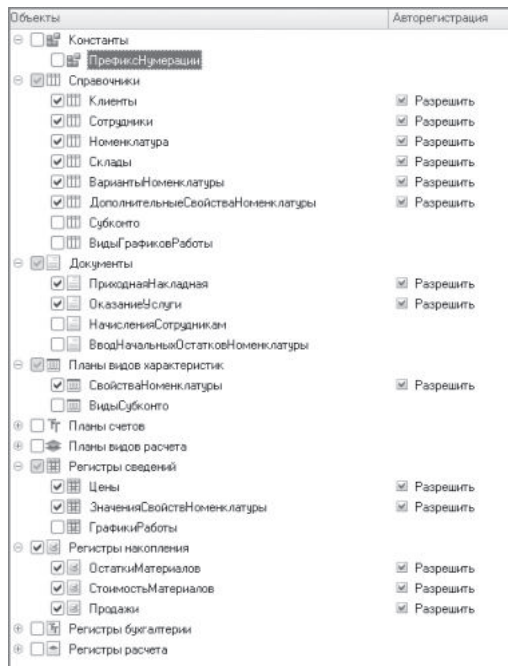 Объекты Авторегистрация
Константы
ПрефиксНумерации
Справочники
Клиенты Разрешить
Сотрудники Разрешить
Номенклатура Разрешить
Склады Разрешить
ВариантыНоменклатуры Разрешить
ДополнительныеСвойстваНоменклатуры Разрешить
Субконто
ВидыГрафиковРаботы
Документы
ПриходнаяНакладная Разрешить
ОказаниеУслуги Разрешить
НачисленияСотрудникам
ВводНачальныхОстатковНоменклатуры
Планы видов характеристик
СвойстваНоменклатуры Разрешить
ВидыСубконто
Планы счетов
Планы видов расчета
Регистры сведений
Цены Разрешить
ЗначенияСвойствНоменклатуры Разрешить
ГрафикиРаботы
Регистры накопления
ОстаткиМатериалов Разрешить
СтоимостьМатериалов Разрешить
Продажи Разрешить
Регистры бухгалтерии
Регистры расчета